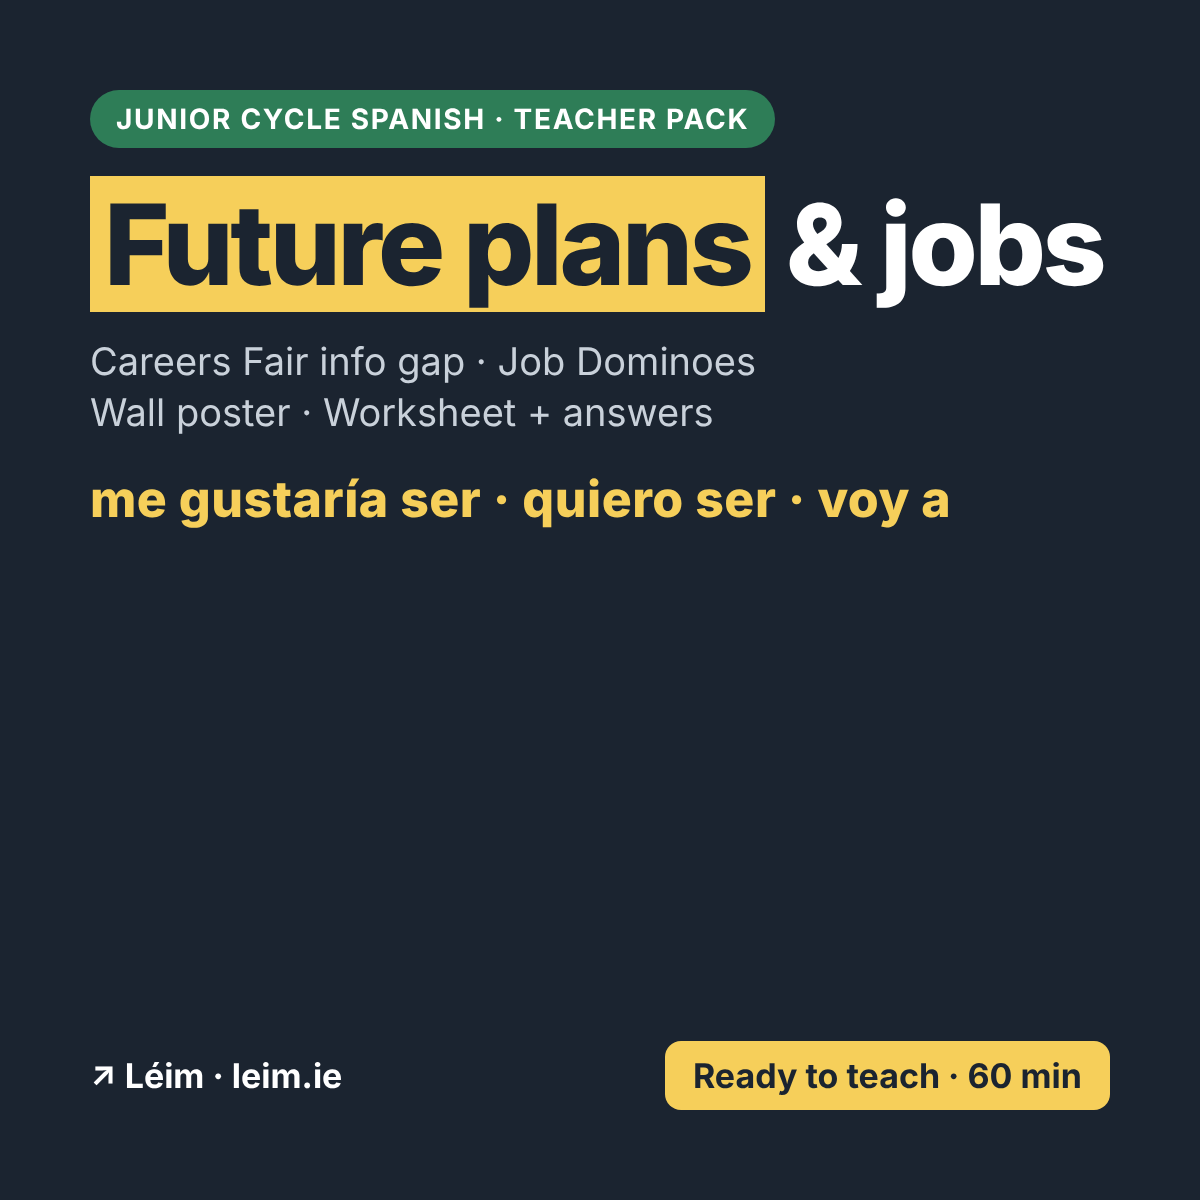 JUNIOR CYCLE SPANISH · TEACHER PACK
Future plans & jobs
Careers Fair info gap · Job Dominoes
Wall poster · Worksheet + answers
me gustaría ser · quiero ser · voy a
↗ Léim · leim.ie
Ready to teach · 60 min